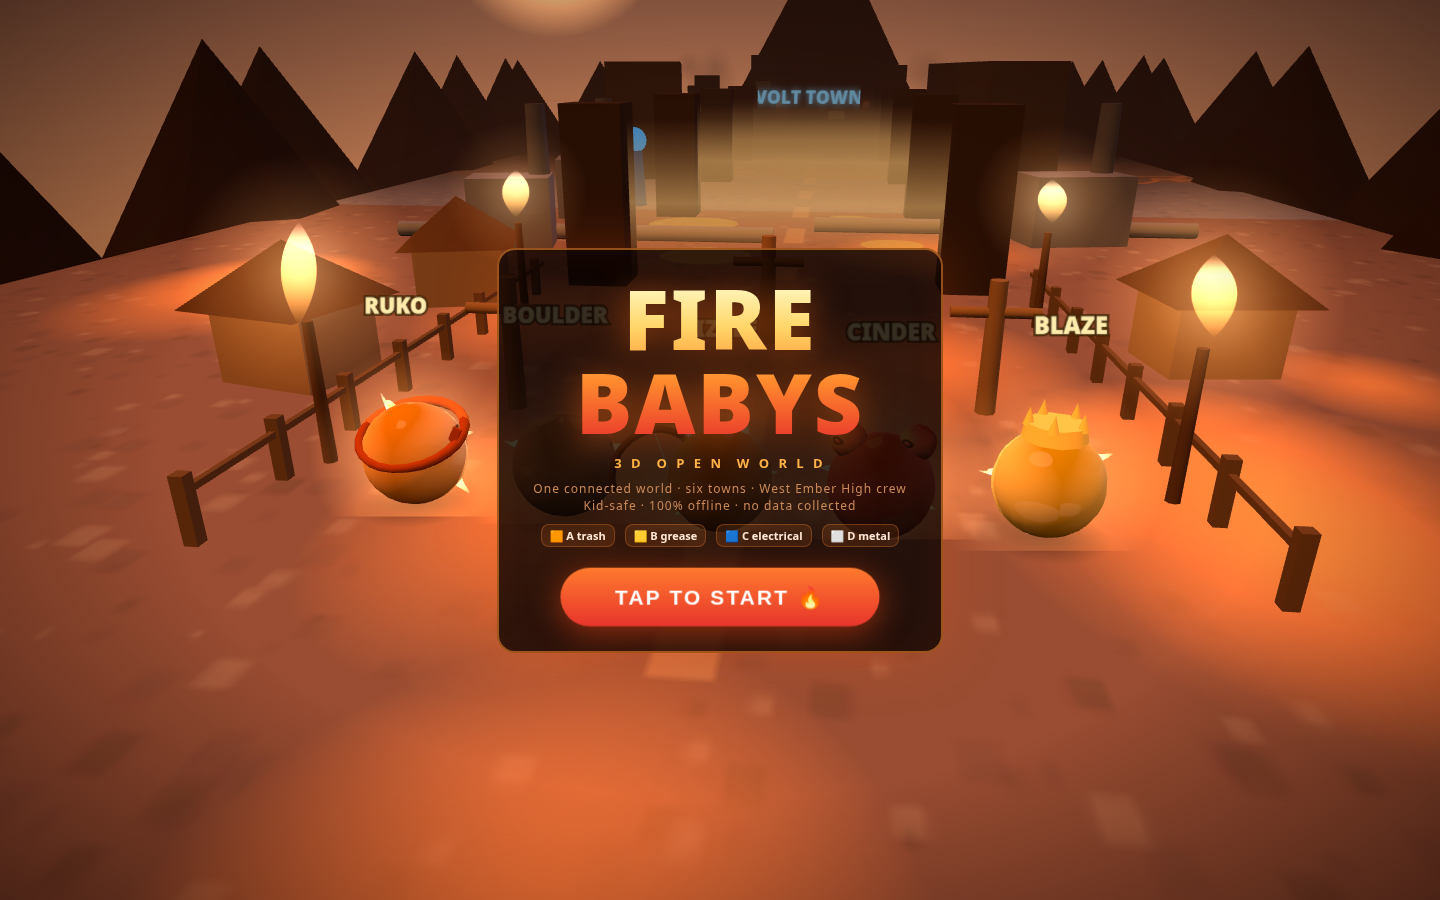 VOLT TOWN
RUKO
BOULDER
CINDER
BLAZE
FIRE
BABYS
3D OPEN WORLD
One connected world · six towns · West Ember High crew
Kid-safe · 100% offline · no data collected
🟧 A trash
🟨 B grease
🟦 C electrical
⬜ D metal
TAP TO START 🔥